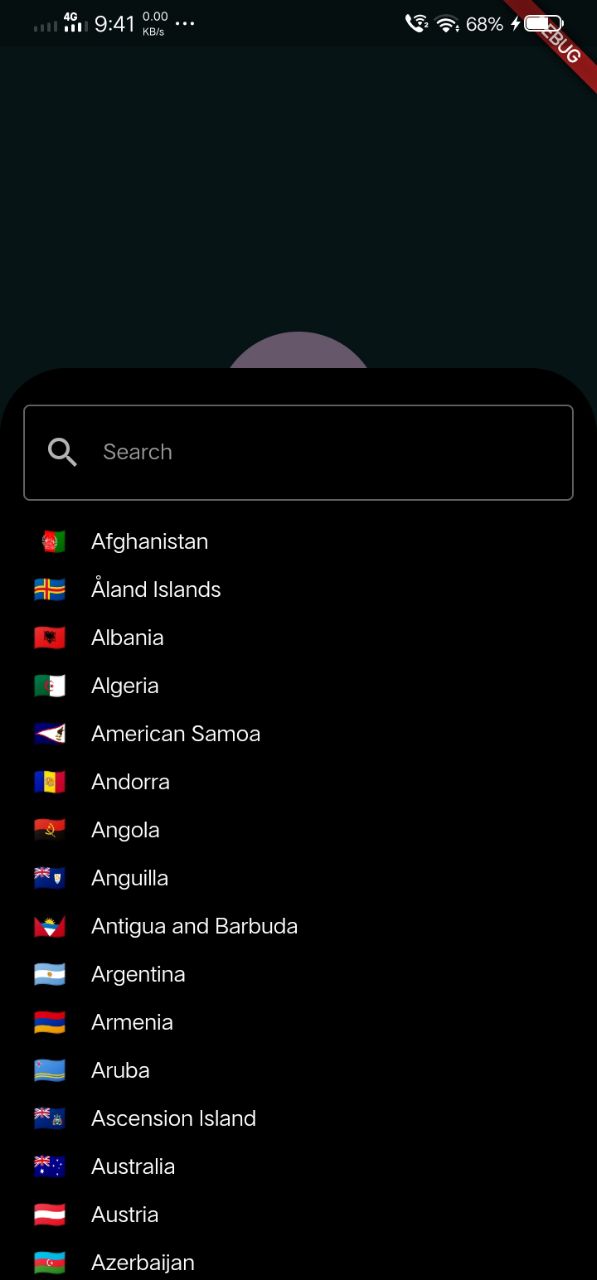 4G 9:41 0.00 KB/s ... 2 68%
EBUG
Search
Afghanistan
Åland Islands
Albania
Algeria
American Samoa
Andorra
Angola
Anguilla
Antigua and Barbuda
Argentina
Armenia
Aruba
Ascension Island
Australia
Austria
Azerbaijan